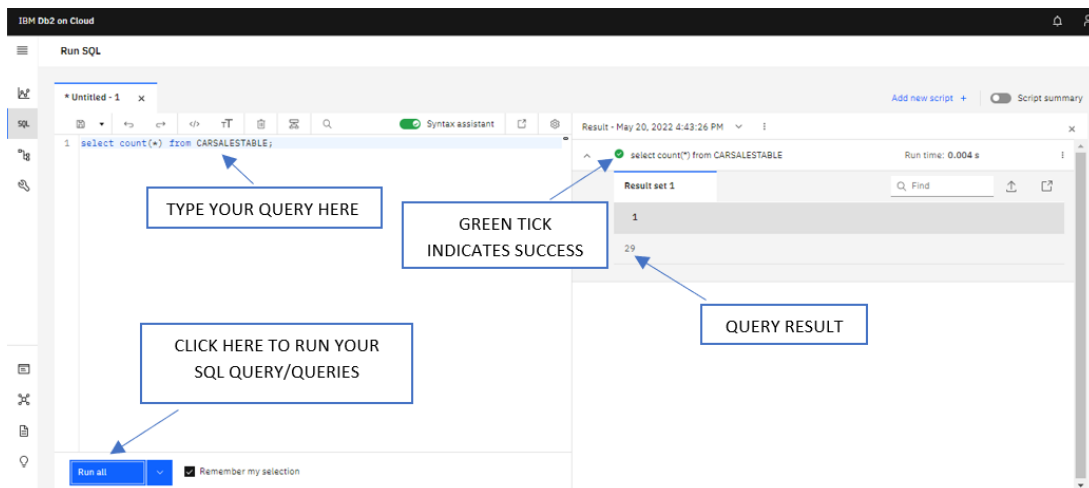 IBM Db2 on Cloud
Run SQL
* Untitled - 1 x
Add new script +
Script summary
SQL
Syntax assistant
Result - May 20, 2022 4:43:26 PM
1 select count(*) from CARSALESTABLE;
select count(*) from CARSALESTABLE
Run time: 0.004 s
Result set 1
Find
TYPE YOUR QUERY HERE
GREEN TICK
INDICATES SUCCESS
1
29
QUERY RESULT
CLICK HERE TO RUN YOUR
SQL QUERY/QUERIES
Run all
Remember my selection